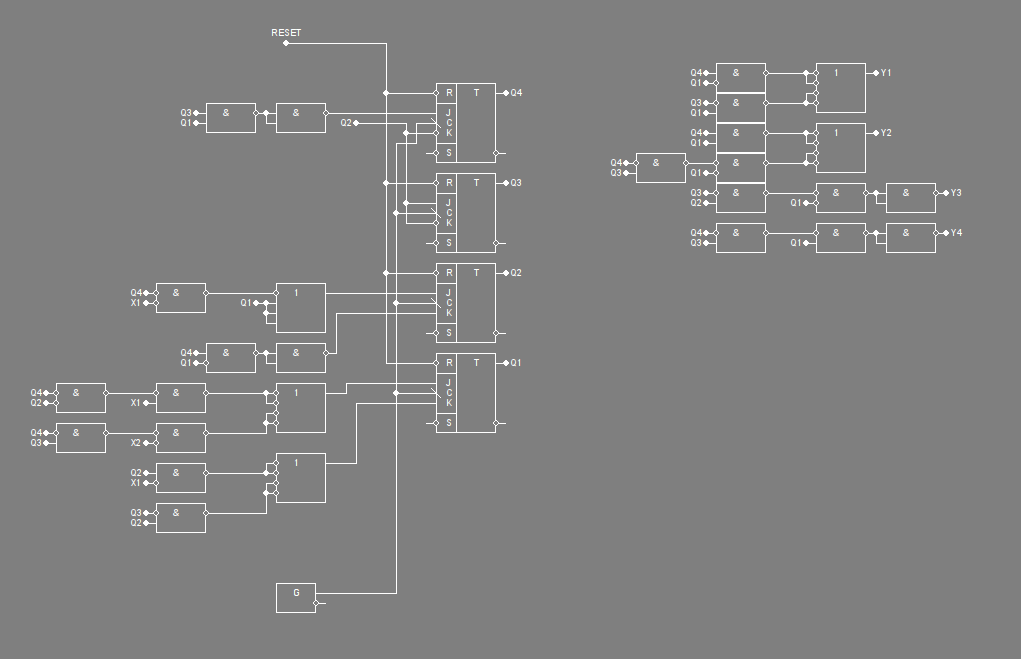 RESET
Q4 & 1 Y1
Q1
R T Q4
Q3 & & J
Q3 &
Q1 Q2 C
Q1
K
Q4 & 1 Y2
Q1
S
Q4 & &
Q3 Q1
R T Q3
Q3 & & & Y3
J
Q2 Q1
C
K
Q4 & & & Y4
S
Q3 Q1
R T Q2
Q4 & 1 J
X1 Q1 C
K
S
Q4 & &
Q1
R T Q1
J
Q4 & & 1 C
Q2 X1 K
S
Q4 & &
Q3 X2
1
Q2 &
X1
Q3 &
Q2
G